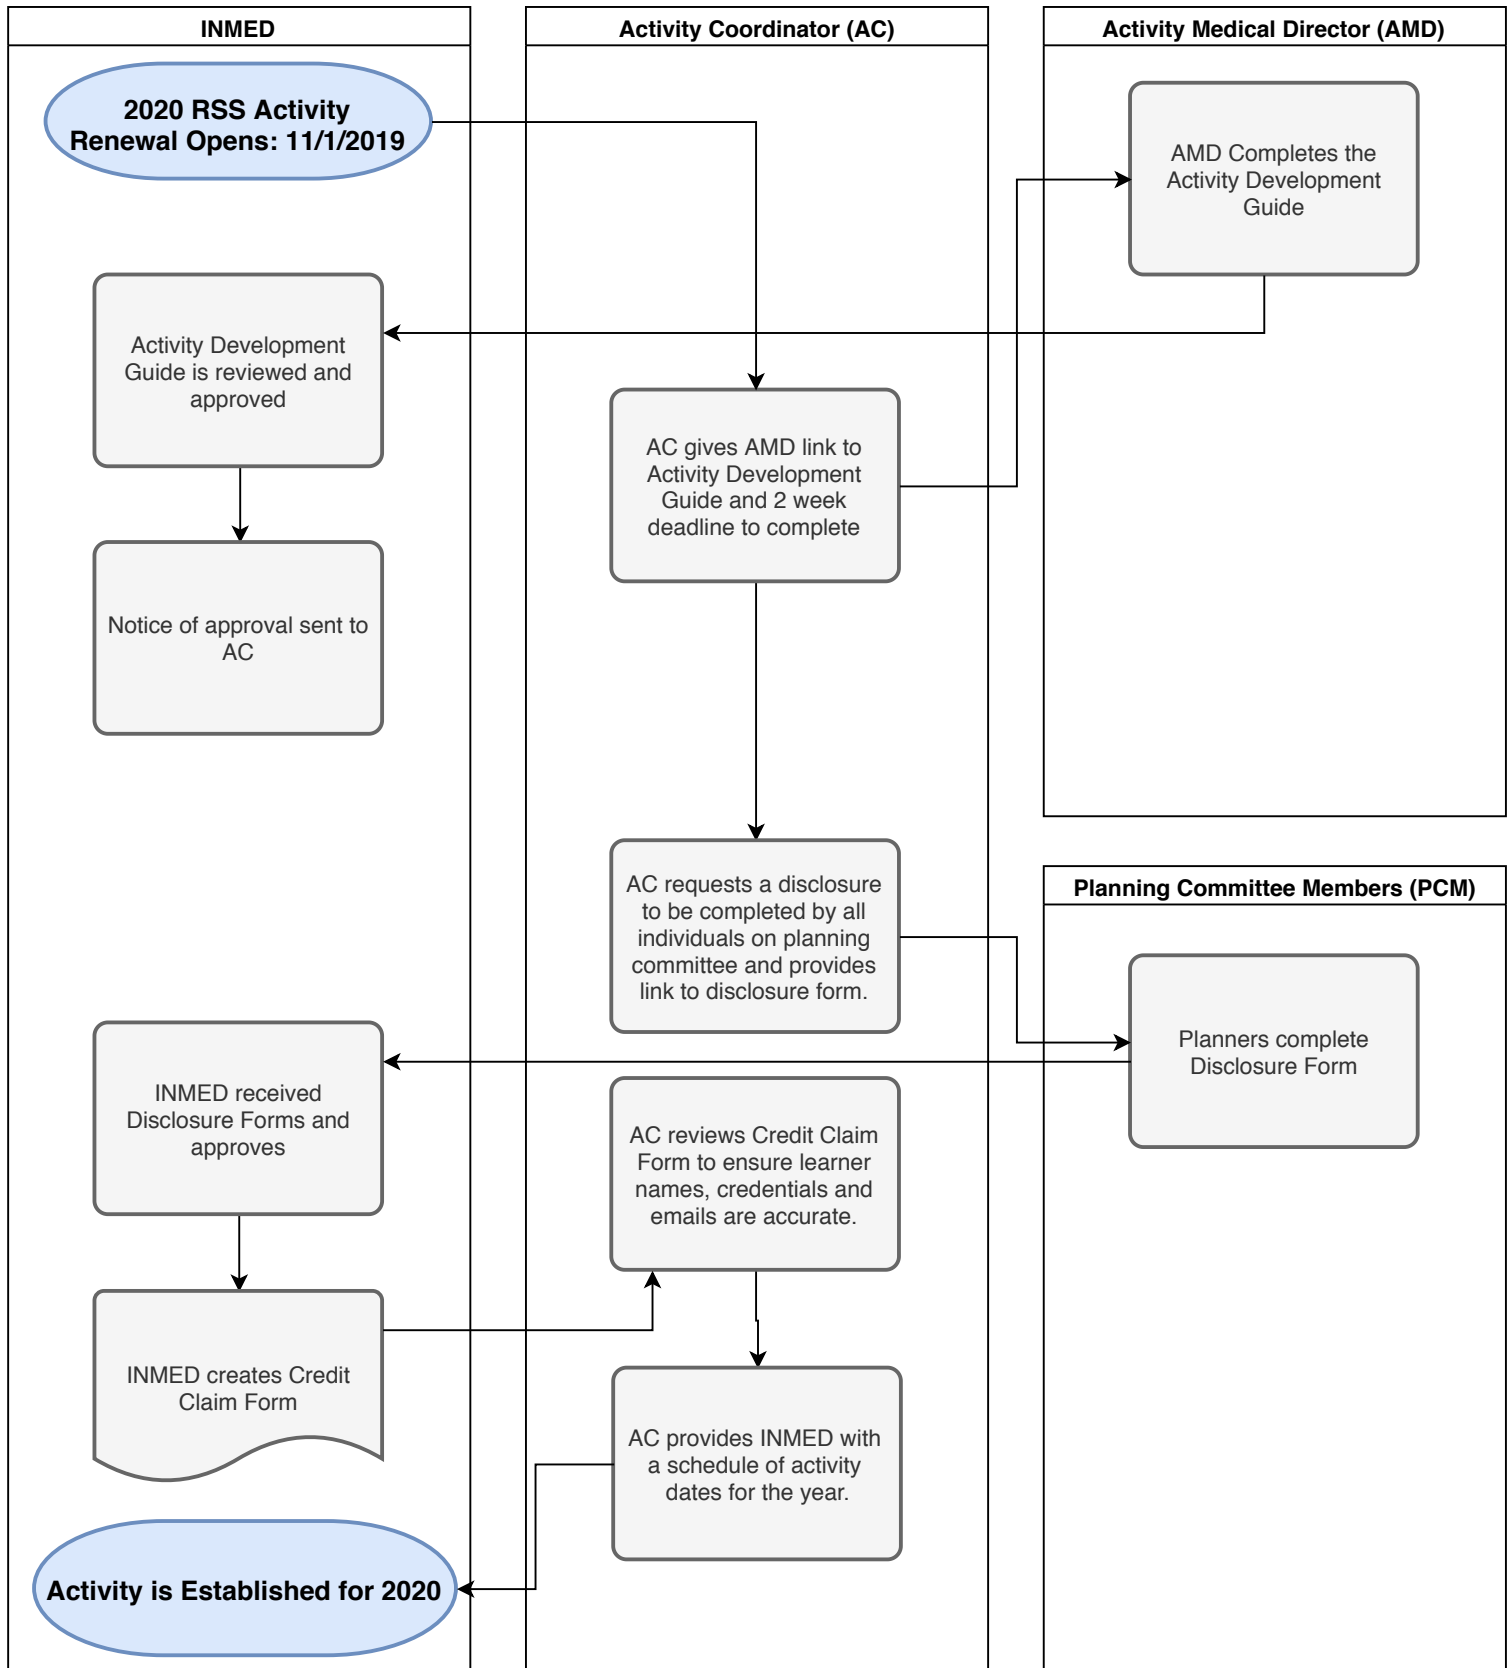 INMED
Activity Coordinator (AC)
Activity Medical Director (AMD)
2020 RSS Activity
Renewal Opens: 11/1/2019
AMD Completes the
Activity Development
Guide
Activity Development
Guide is reviewed and
approved
AC gives AMD link to
Activity Development
Guide and 2 week
deadline to complete
Notice of approval sent to
AC
AC requests a disclosure
to be completed by all
individuals on planning
committee and provides
link to disclosure form.
Planning Committee Members (PCM)
Planners complete
Disclosure Form
INMED received
Disclosure Forms and
approves
AC reviews Credit Claim
Form to ensure learner
names, credentials and
emails are accurate.
INMED creates Credit
Claim Form
AC provides INMED with
a schedule of activity
dates for the year.
Activity is Established for 2020